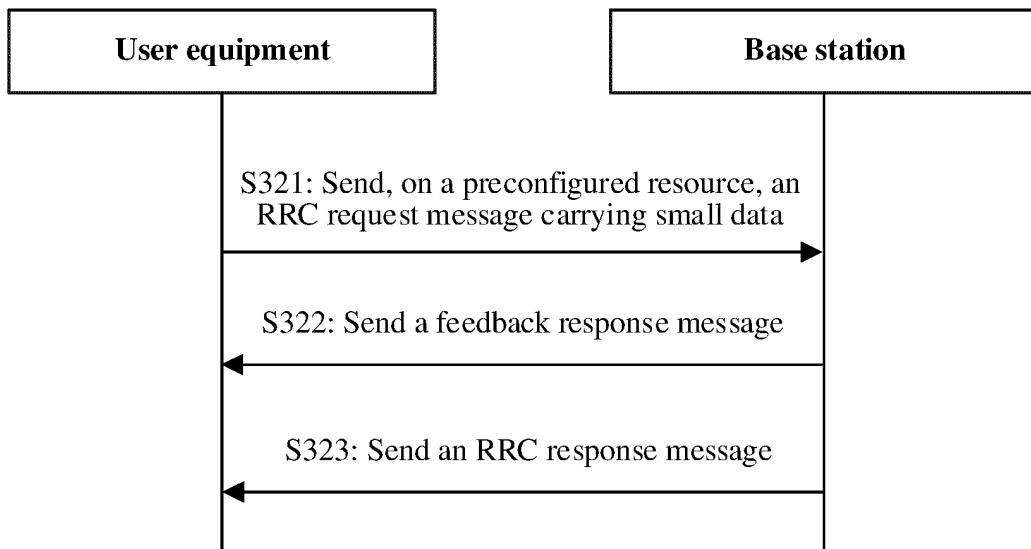 User equipment
Base station
S321: Send, on a preconfigured resource, an
RRC request message carrying small data
S322: Send a feedback response message
S323: Send an RRC response message